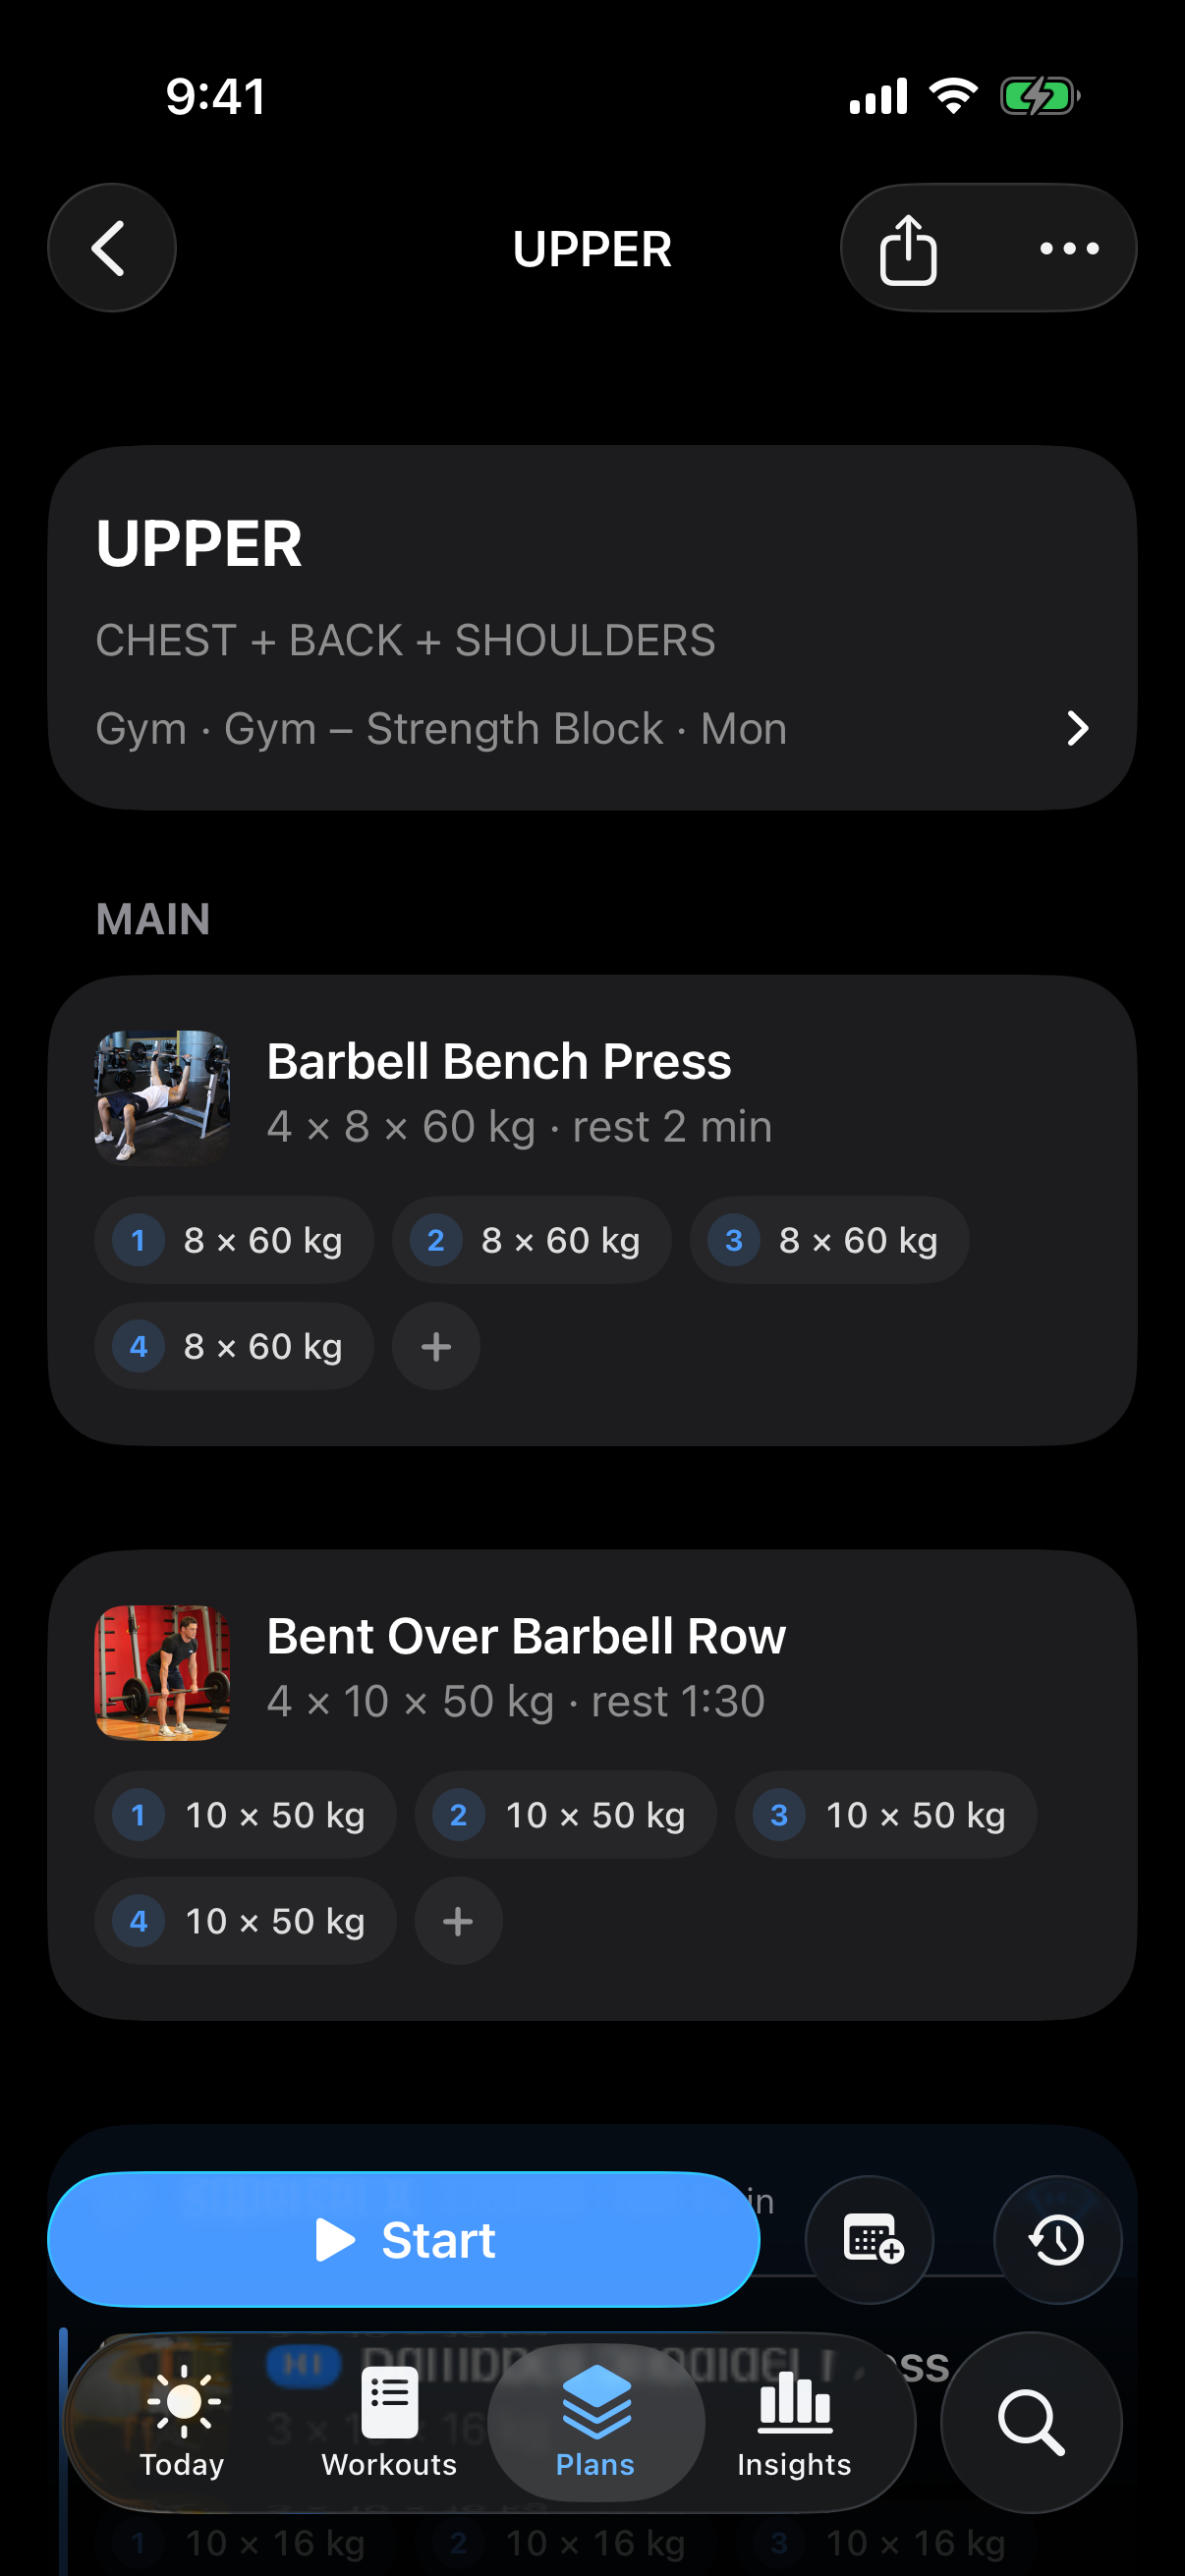 9:41
UPPER
UPPER
CHEST + BACK + SHOULDERS
Gym · Gym – Strength Block · Mon
MAIN
Barbell Bench Press
4 × 8 × 60 kg · rest 2 min
1 8 × 60 kg 2 8 × 60 kg 3 8 × 60 kg
4 8 × 60 kg +
Bent Over Barbell Row
4 × 10 × 50 kg · rest 1:30
1 10 × 50 kg 2 10 × 50 kg 3 10 × 50 kg
4 10 × 50 kg +
Start
Today Workouts Plans Insights
1 10 × 16 kg 2 10 × 16 kg 3 10 × 16 kg